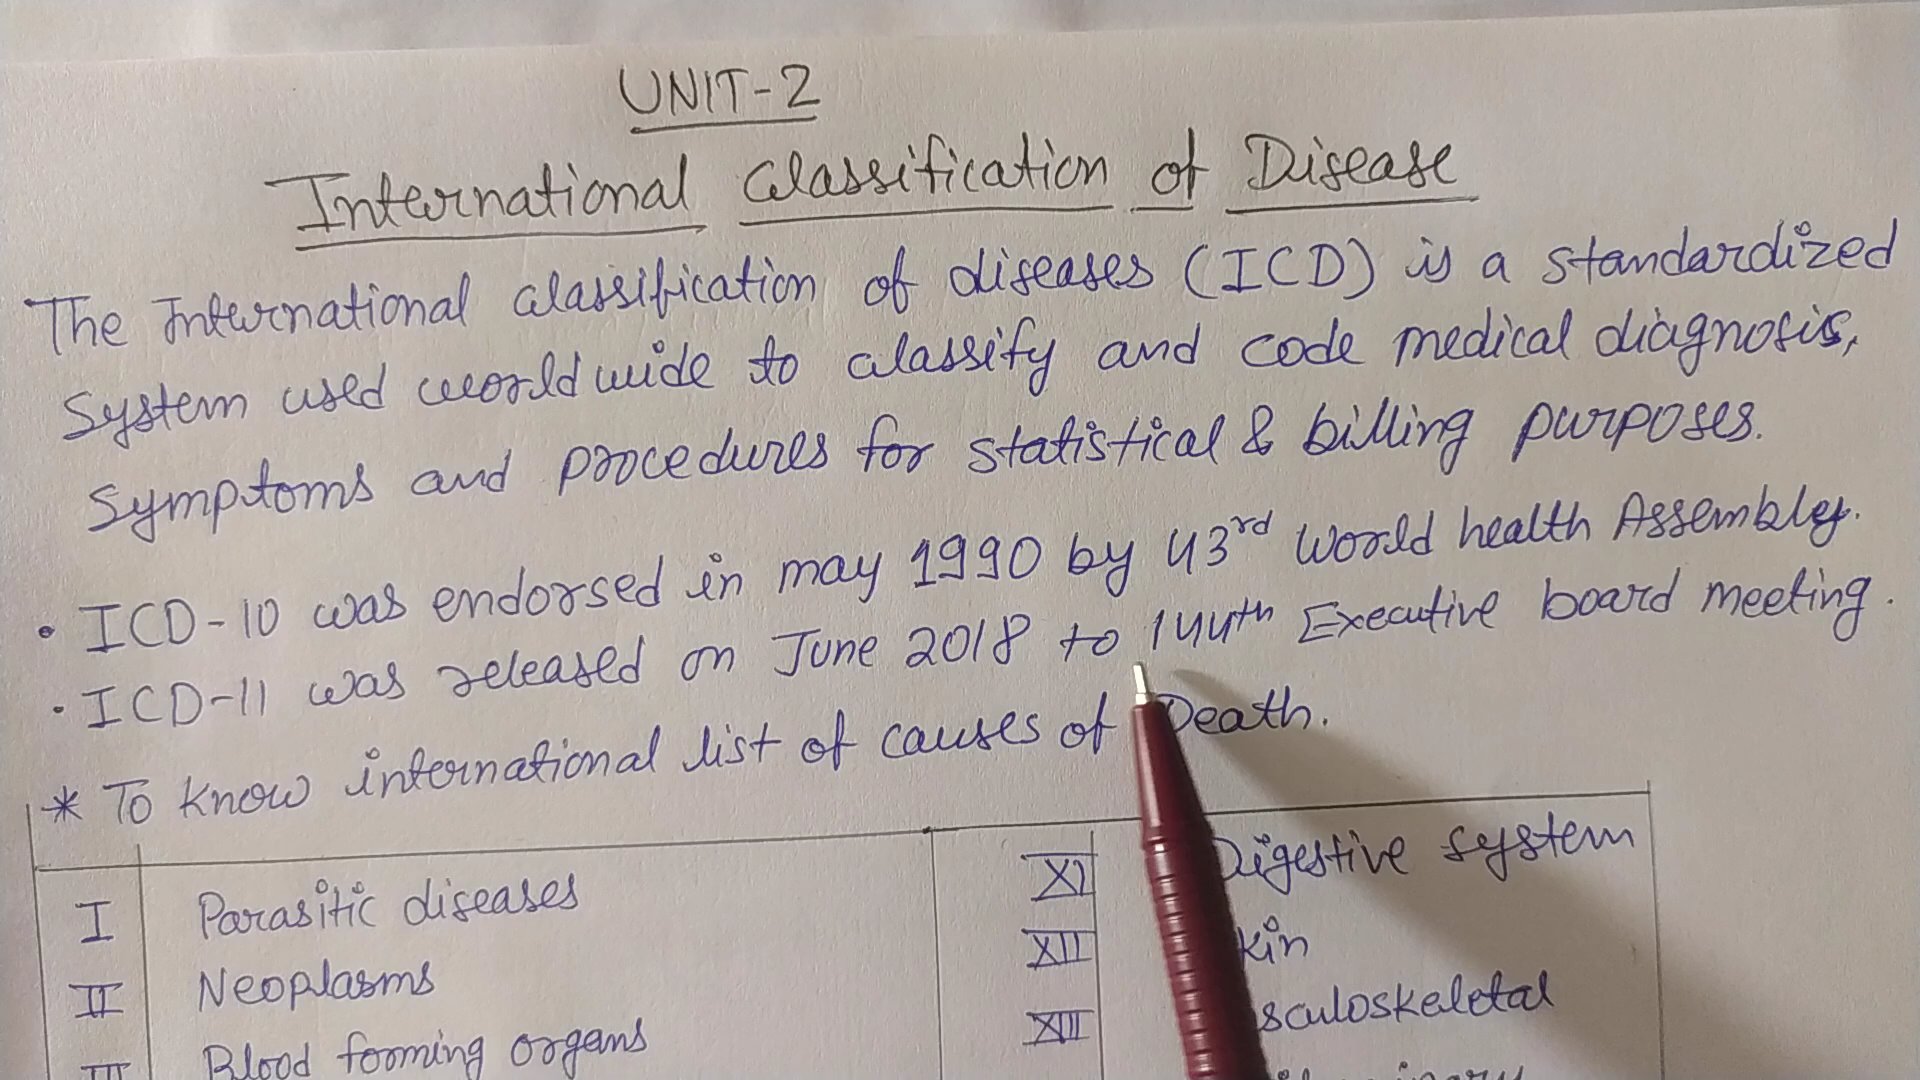 UNIT-2
International Classification of Disease
The International classification of diseases (ICD) is a standardized
System used worldwide to classify and code medical diagnosis,
Symptoms and procedures for statistical & billing purposes.
• ICD-10 was endorsed in may 1990 by 43rd World health Assembly.
• ICD-11 was released on June 2018 to 144th Executive board meeting.
* To know international list of causes of Death.
I Parasitic diseases
II Neoplasms
III Blood forming organs
XI Digestive system
XII kin
XIII sculoskeletal